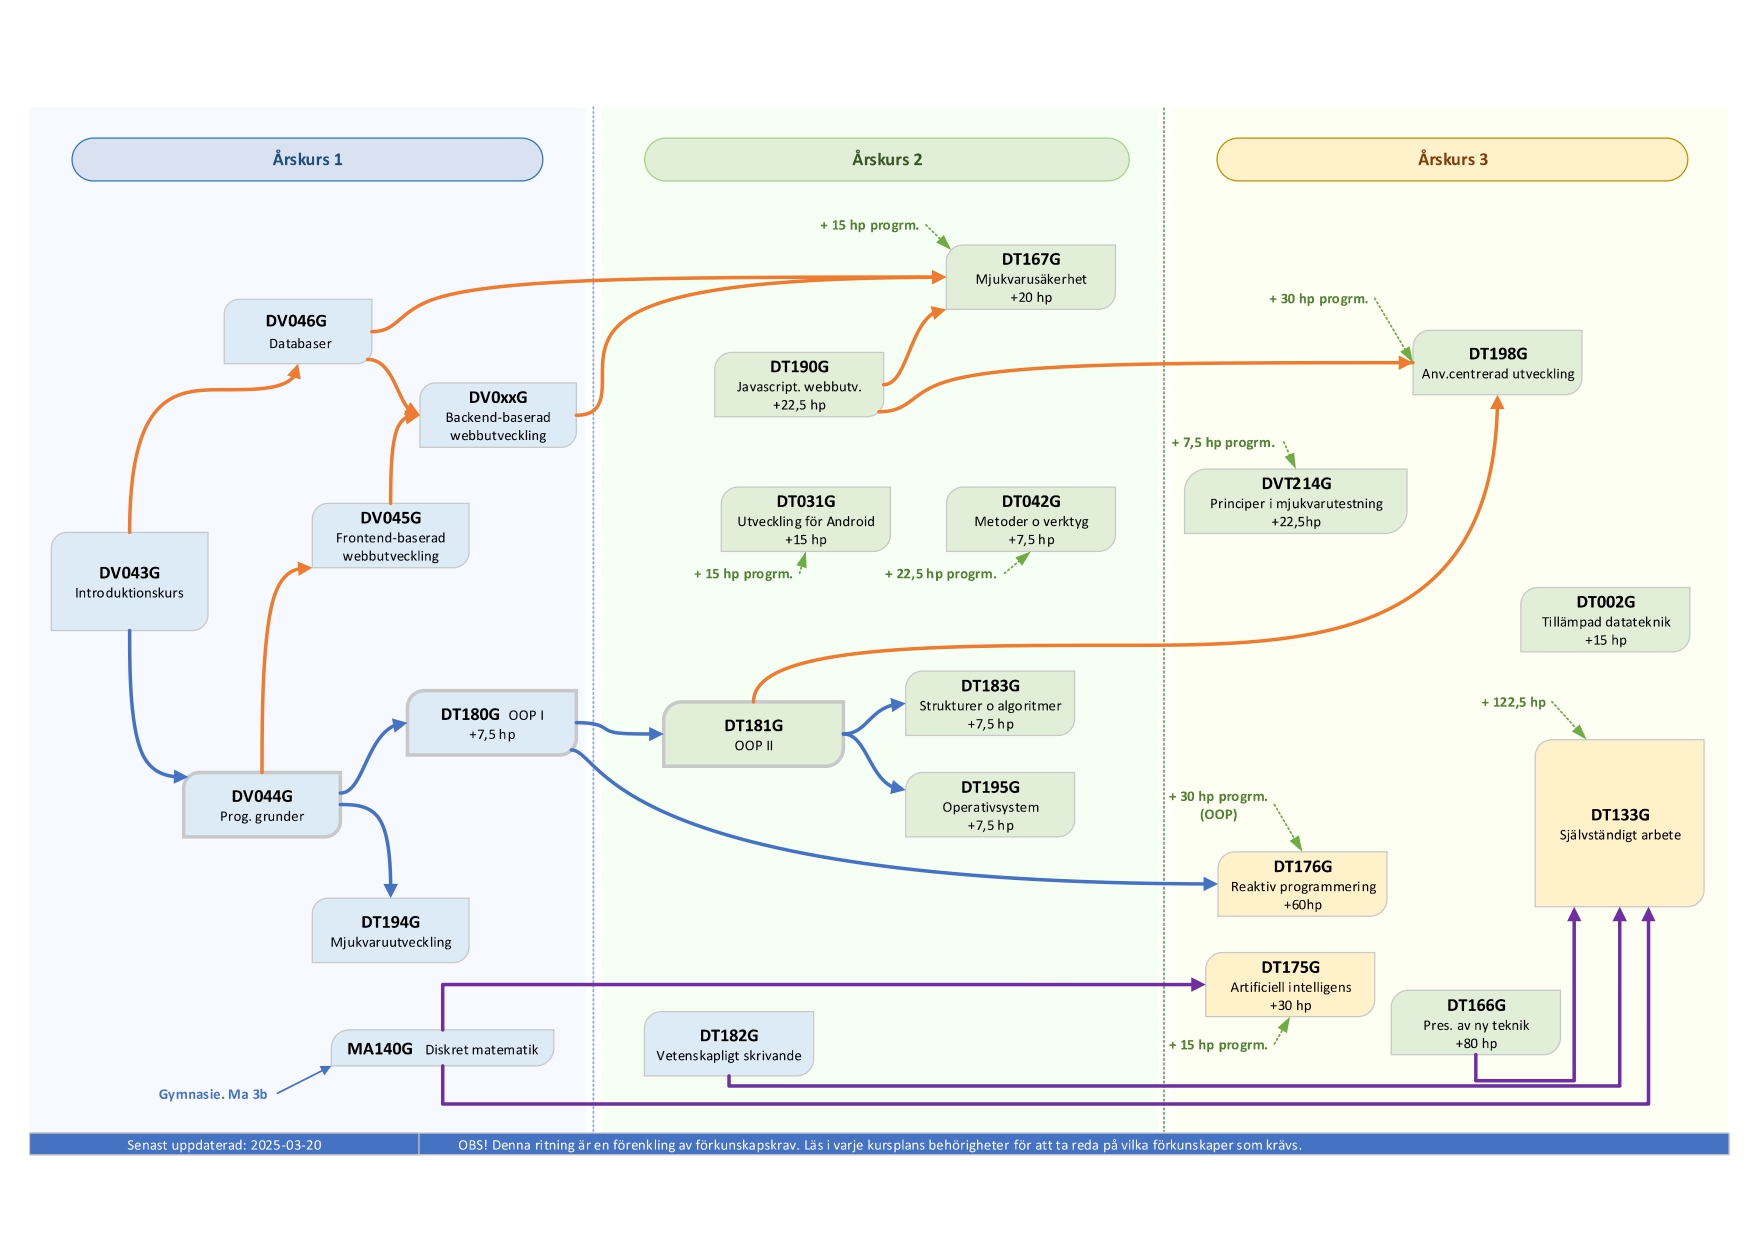 Årskurs 1
Årskurs 2
Årskurs 3
+ 15 hp progrm.
DT167G
Mjukvarusäkerhet
+20 hp
DV046G
Databaser
+ 30 hp progrm.
DT198G
Anv.centrerad utveckling
DT190G
Javascript. webbutv.
+22,5 hp
DV0xxG
Backend-baserad
webbutveckling
+ 7,5 hp progrm.
DVT214G
Principer i mjukvarutestning
+22,5hp
DT031G
Utveckling för Android
+15 hp
+ 15 hp progrm.
DT042G
Metoder o verktyg
+7,5 hp
+ 22,5 hp progrm.
DV045G
Frontend-baserad
webbutveckling
DV043G
Introduktionskurs
DT002G
Tillämpad datateknik
+15 hp
DT180G OOP I
+7,5 hp
DT181G
OOP II
DT183G
Strukturer o algoritmer
+7,5 hp
DT195G
Operativsystem
+7,5 hp
+ 122,5 hp
DT133G
Självständigt arbete
DV044G
Prog. grunder
+ 30 hp progrm.
(OOP)
DT176G
Reaktiv programmering
+60hp
DT194G
Mjukvaruutveckling
DT175G
Artificiell intelligens
+30 hp
+ 15 hp progrm.
DT166G
Pres. av ny teknik
+80 hp
MA140G Diskret matematik
Gymnasie. Ma 3b
DT182G
Vetenskapligt skrivande
Senast uppdaterad: 2025-03-20
OBS! Denna ritning är en förenkling av förkunskapskrav. Läs i varje kursplans behörigheter för att ta reda på vilka förkunskaper som krävs.